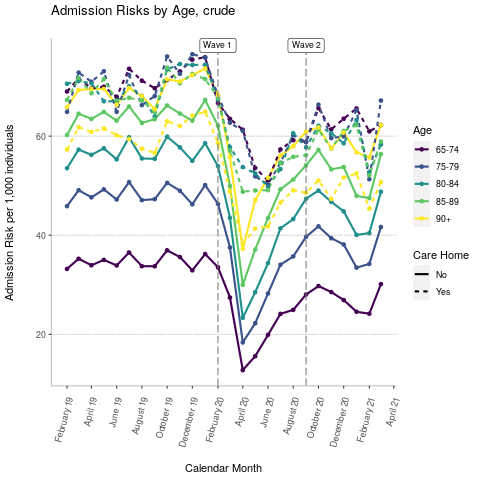 Admission Risks by Age, crude
Wave 1
Wave 2
Admission Risk per 1,000 individuals
60
40
20
February 19
April 19
June 19
August 19
October 19
December 19
February 20
April 20
June 20
August 20
October 20
December 20
February 21
April 21
Calendar Month
Age
65-74
75-79
80-84
85-89
90+
Care Home
No
Yes